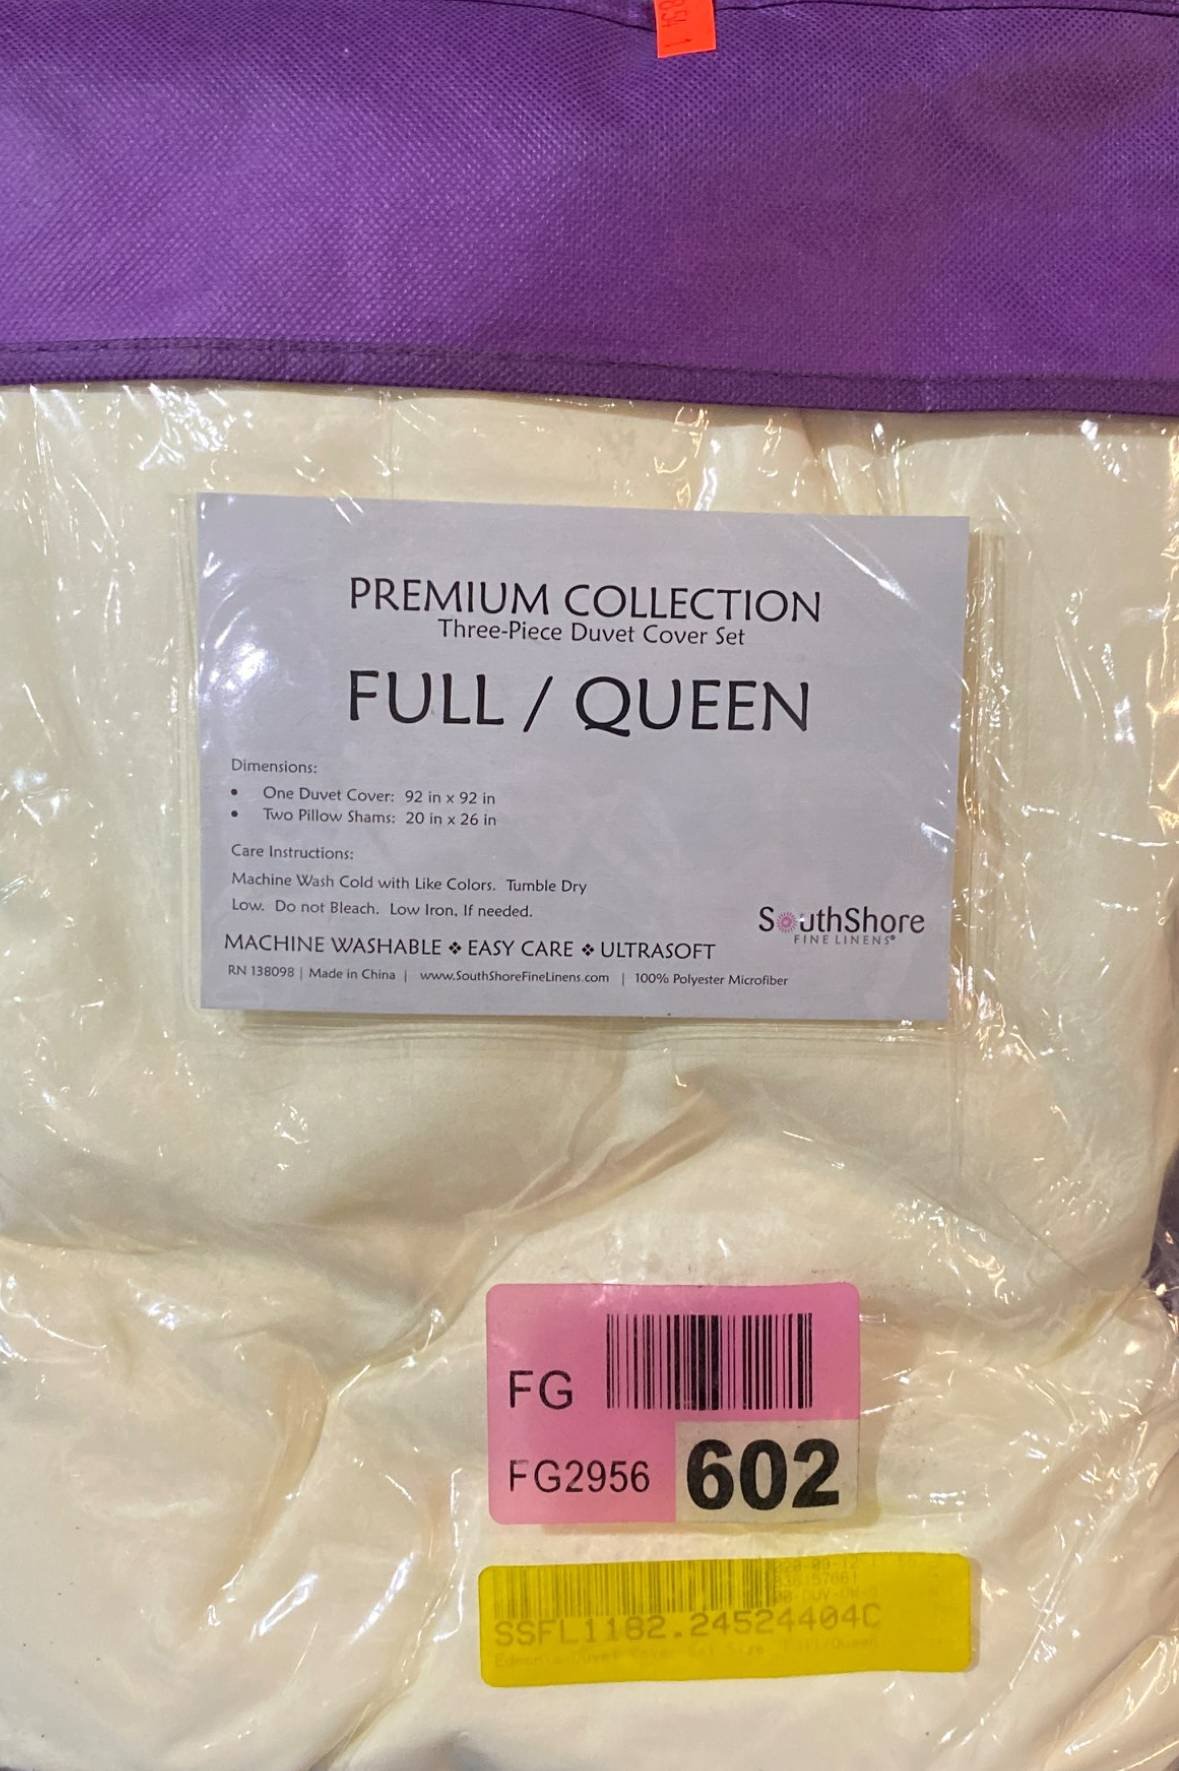 PREMIUM COLLECTION
Three-Piece Duvet Cover Set
FULL / QUEEN
Dimensions:
• One Duvet Cover: 92 in x 92 in
• Two Pillow Shams: 20 in x 26 in
Care Instructions:
Machine Wash Cold with Like Colors. Tumble Dry
Low. Do not Bleach. Low Iron, If needed.
SouthShore
FINE LINENS®
MACHINE WASHABLE ❖ EASY CARE ❖ ULTRASOFT
RN 138098 | Made in China | www.SouthShoreFineLinens.com | 100% Polyester Microfiber
FG
FG2956 602
SSFL1182.24524404C